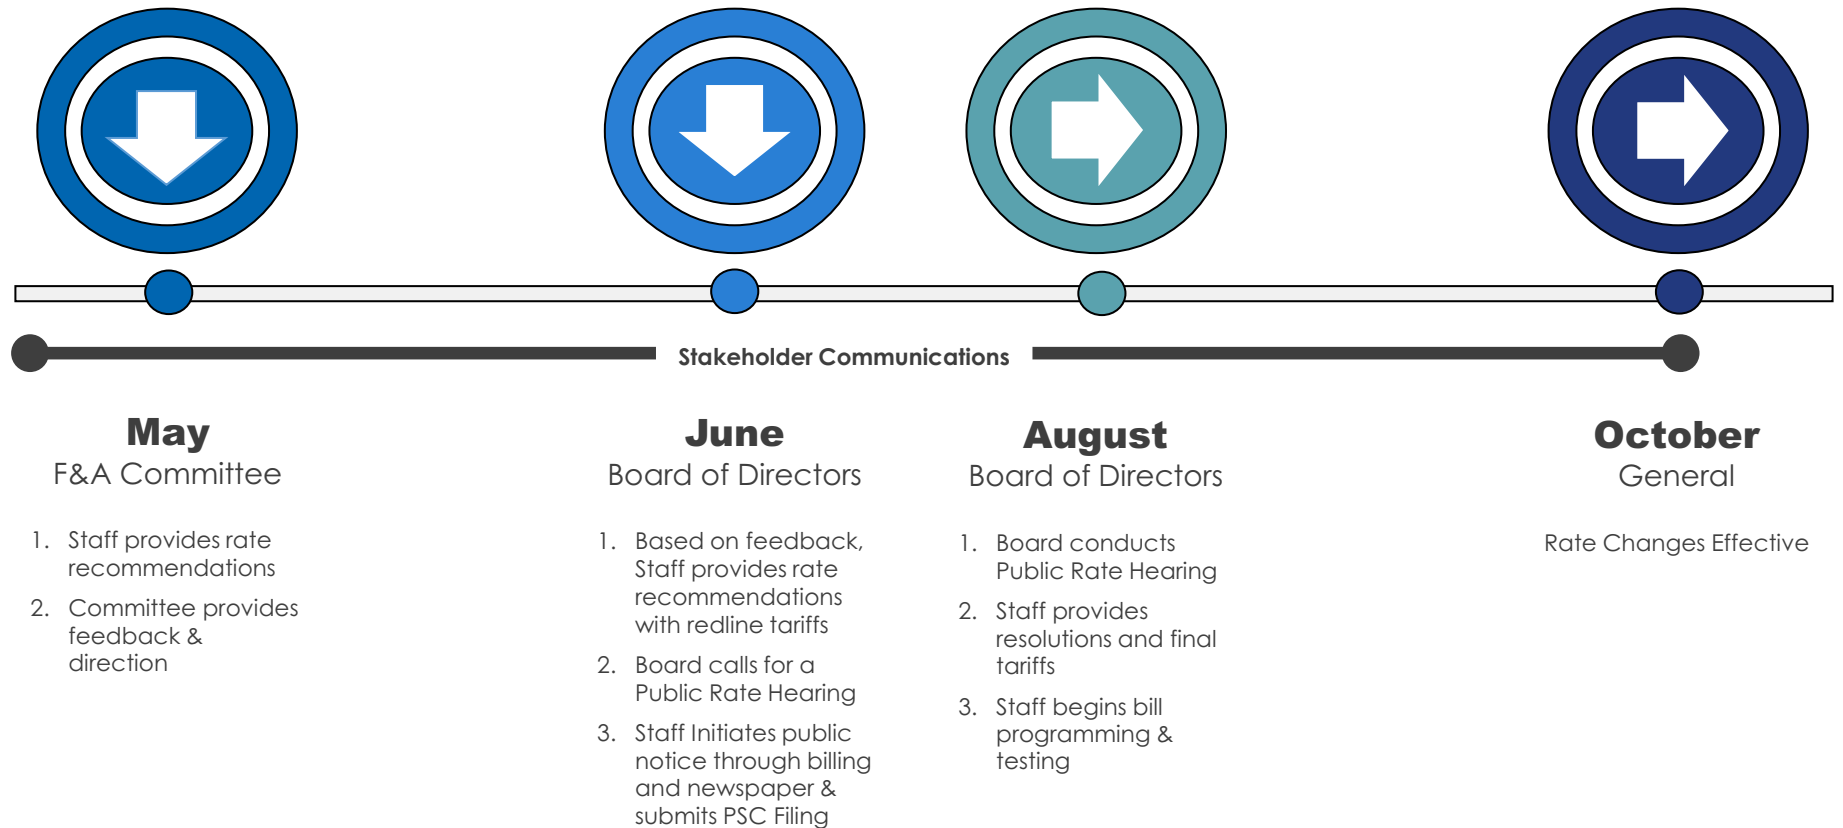 Stakeholder Communications
May
F&A Committee
1. Staff provides rate
recommendations
2. Committee provides
feedback &
direction
June
Board of Directors
1. Based on feedback,
Staff provides rate
recommendations
with redline tariffs
2. Board calls for a
Public Rate Hearing
3. Staff Initiates public
notice through billing
and newspaper &
submits PSC Filing
August
Board of Directors
1. Board conducts
Public Rate Hearing
2. Staff provides
resolutions and final
tariffs
3. Staff begins bill
programming &
testing
October
General
Rate Changes Effective